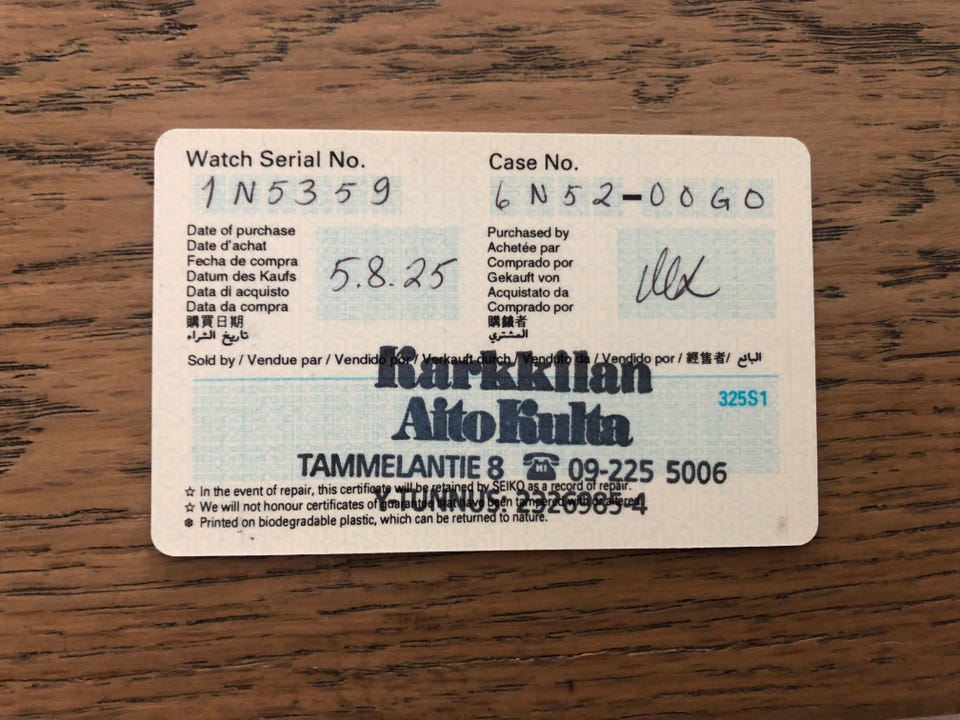 Watch Serial No.
1N5359
Case No.
6N52-00G0
Date of purchase
Date d'achat
Fecha de compra
Datum des Kaufs
Data di acquisto
Data da compra
購買日期
تاريخ الشراء
5.8.25
Purchased by
Achetée par
Comprado por
Gekauft von
Acquistato da
Comprado por
購錶者
المشتري
Sold by / Vendue par / Vendido por / Verkauft durch / Venduto da / Vendido por / 經售者 / البائع
Karkkilan
Aito Kulta
325S1
TAMMELANTIE 8 ☎ 09-225 5006
Y-TUNNUS: 2326985-4
☆ In the event of repair, this certificate will be retained by SEIKO as a record of repair.
☆ We will not honour certificates of guarantee that have been tampered with or altered.
❁ Printed on biodegradable plastic, which can be returned to nature.